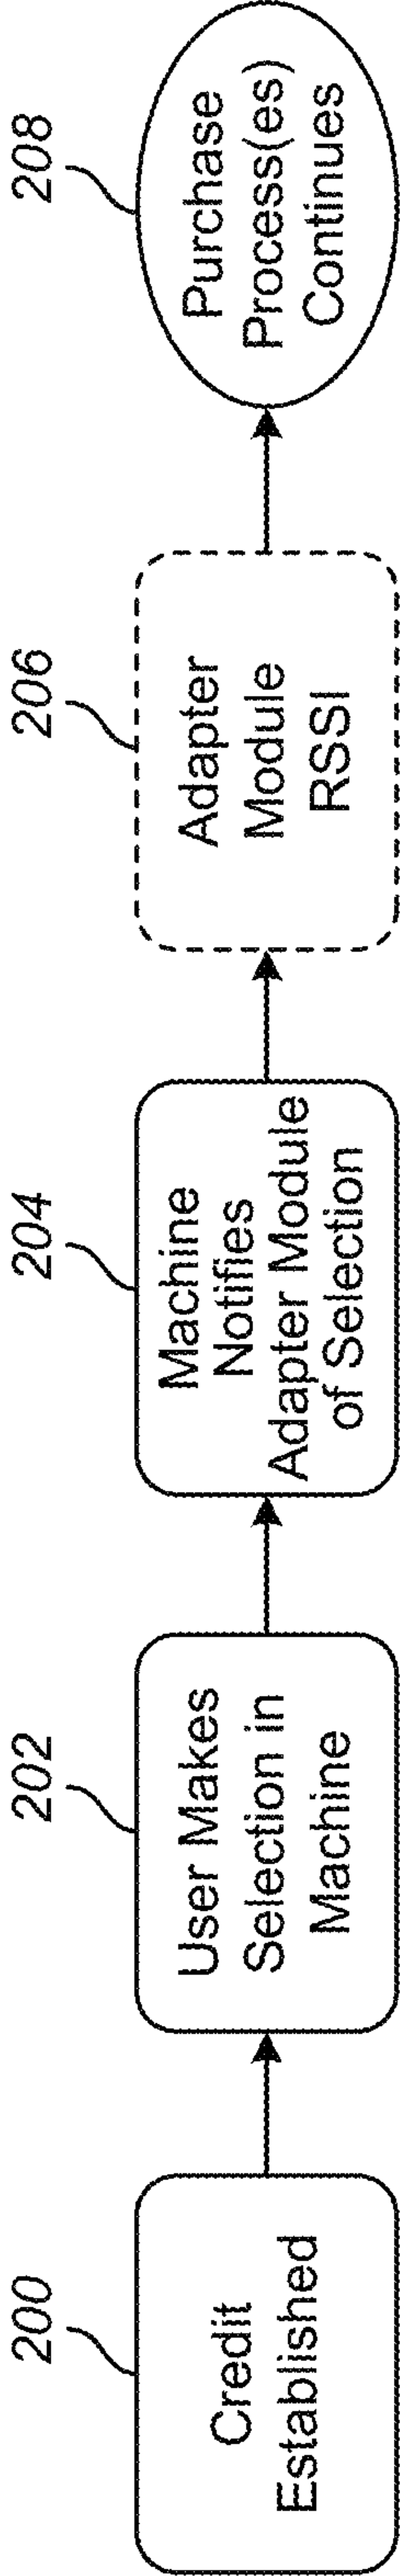 200
Credit
Established
202
User Makes
Selection in
Machine
204
Machine
Notifies
Adapter Module
of Selection
206
Adapter
Module
RSSI
208
Purchase
Process(es)
Continues